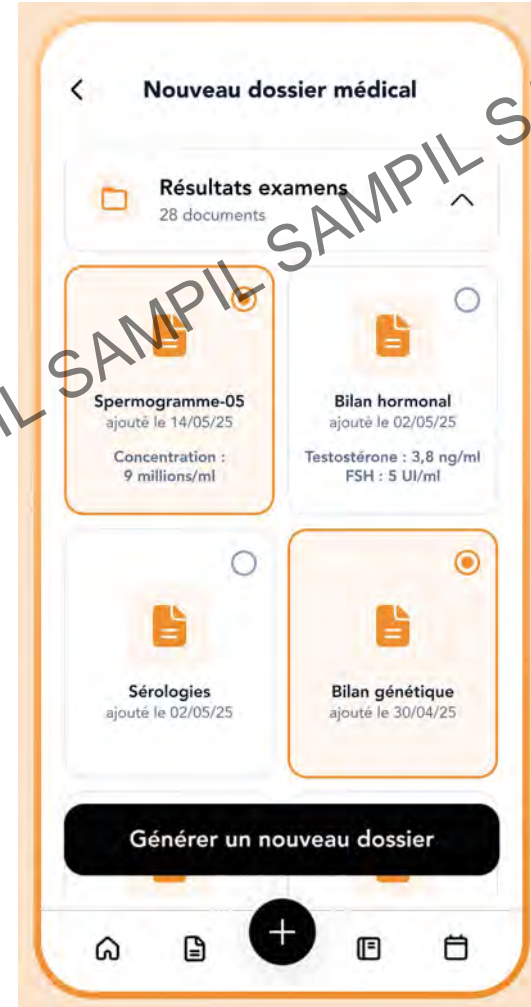 Nouveau dossier médical
Résultats examens
28 documents
Spermogramme-05
ajouté le 14/05/25
Concentration :
9 millions/ml
Bilan hormonal
ajouté le 02/05/25
Testostérone : 3,8 ng/ml
FSH : 5 UI/ml
Sérologies
ajouté le 02/05/25
Bilan génétique
ajouté le 30/04/25
Générer un nouveau dossier
SAMPIL SAMPIL